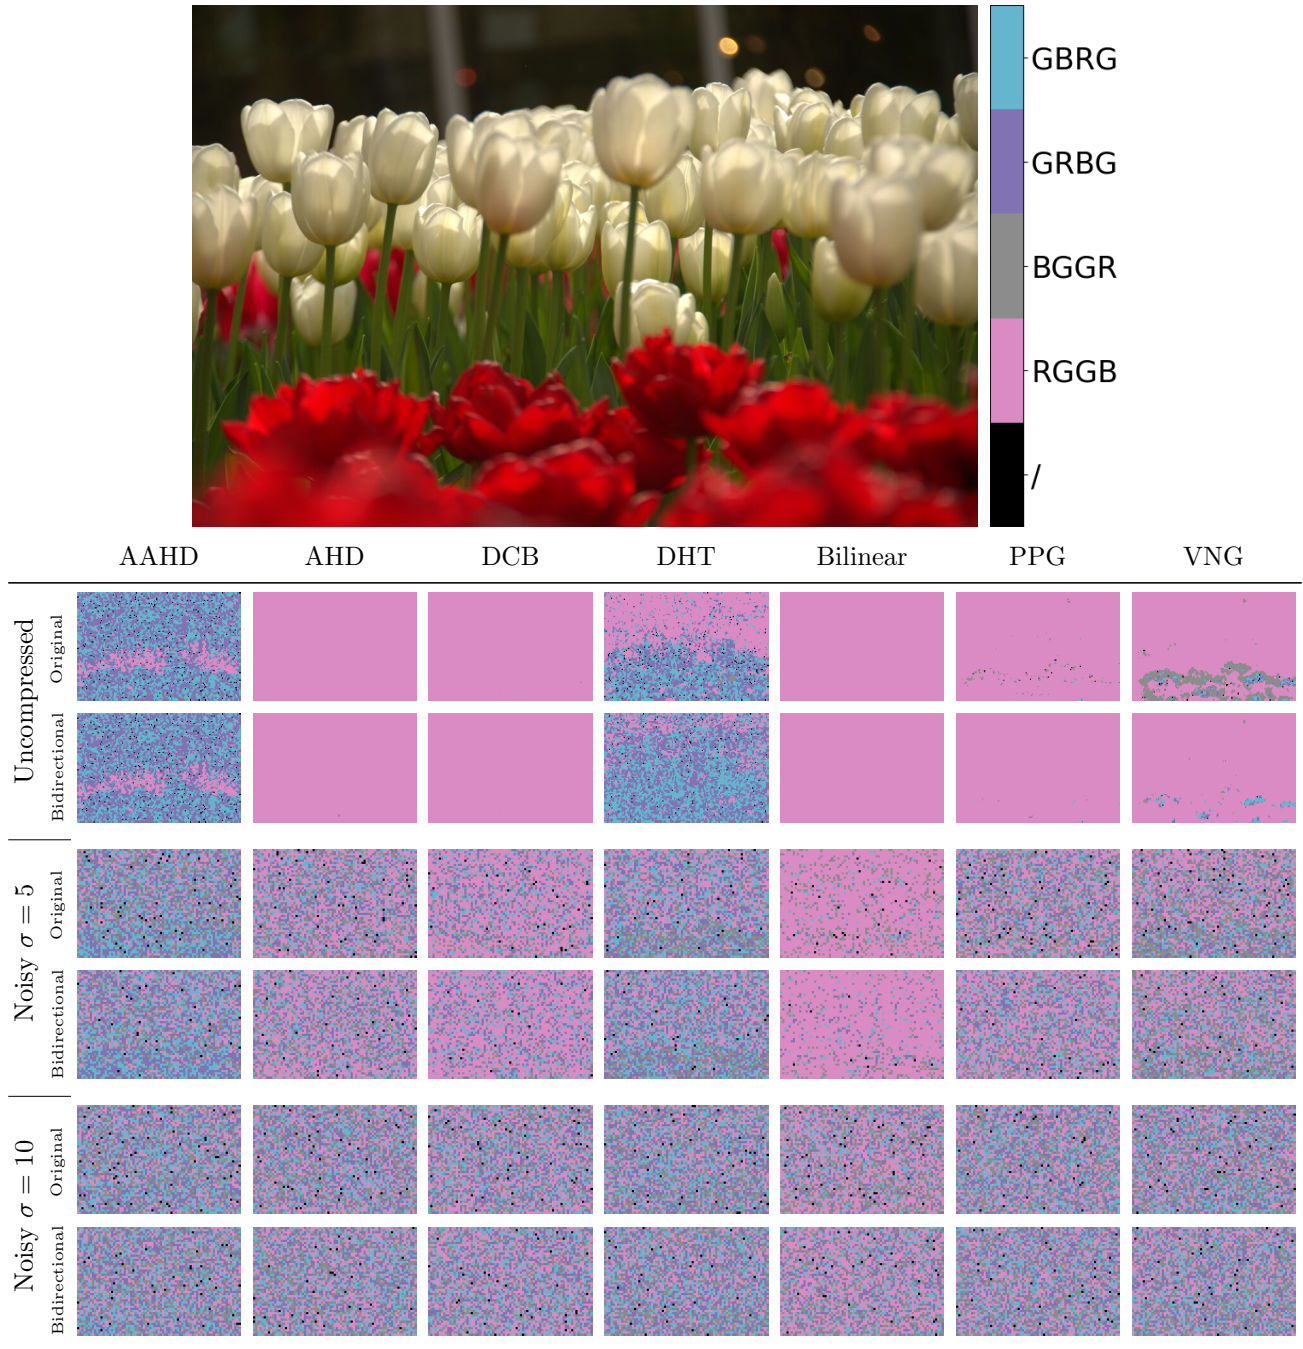 GBRG
GRBG
BGGR
RGGB
/
AAHD AHD DCB DHT Bilinear PPG VNG
Uncompressed
Original
Bidirectional
Noisy σ = 5
Original
Bidirectional
Noisy σ = 10
Original
Bidirectional